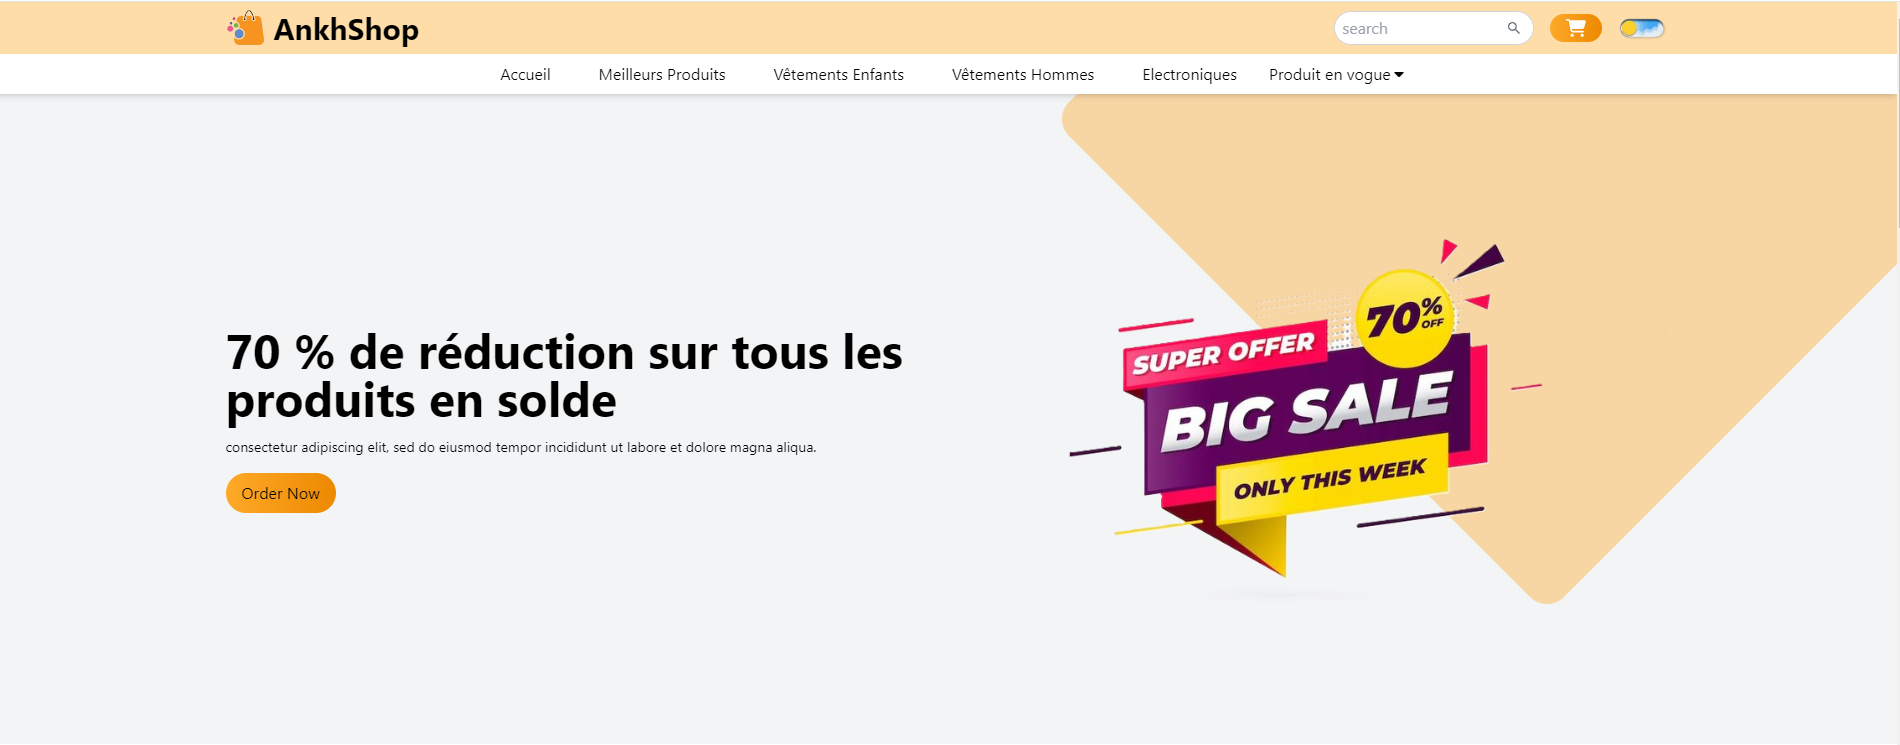 AnkhShop
search
Accueil
Meilleurs Produits
Vêtements Enfants
Vêtements Hommes
Electroniques
Produit en vogue
70 % de réduction sur tous les
produits en solde
consectetur adipiscing elit, sed do eiusmod tempor incididunt ut labore et dolore magna aliqua.
Order Now
70%
OFF
SUPER OFFER
BIG SALE
ONLY THIS WEEK